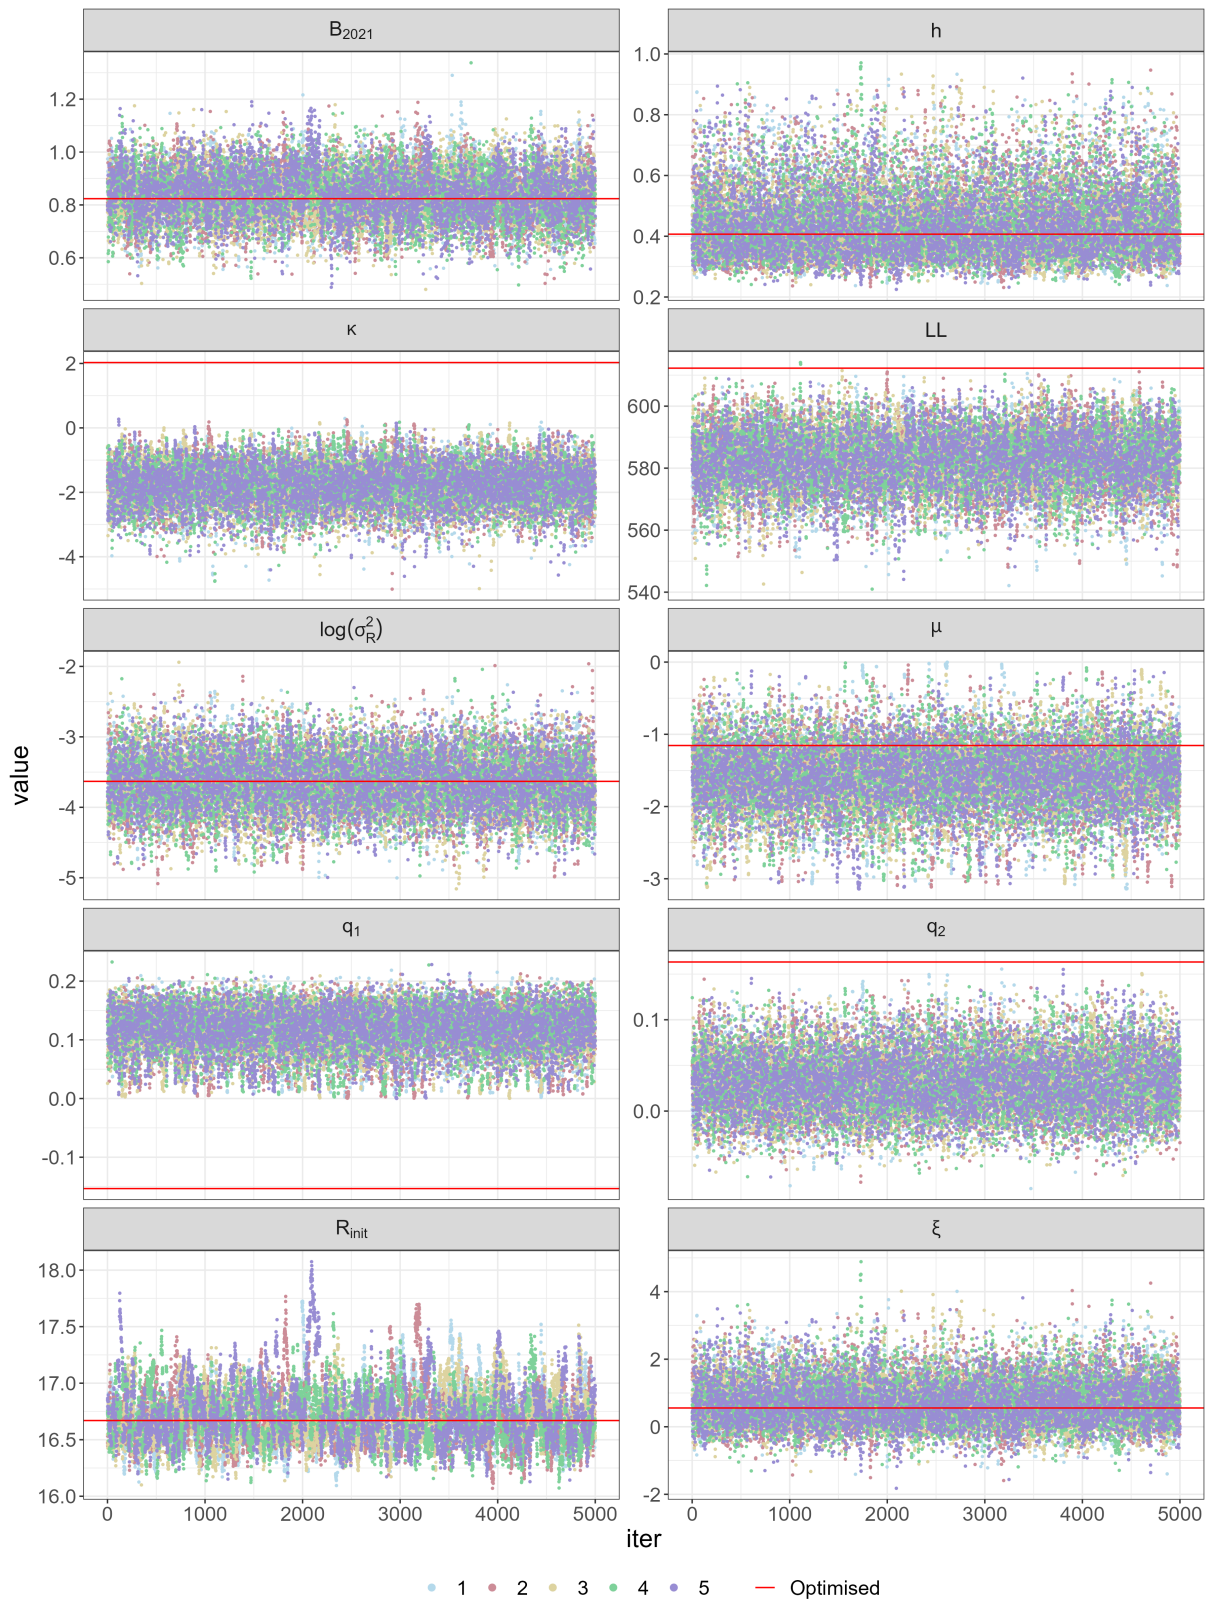 B2021
h
1.2
1.0
0.8
0.6
1.0
0.8
0.6
0.4
0.2
κ
LL
2
0
-2
-4
600
580
560
540
log(σ²R)
μ
-2
-3
-4
-5
0
-1
-2
-3
q1
q2
0.2
0.1
0.0
-0.1
0.1
0.0
Rinit
ξ
18.0
17.5
17.0
16.5
16.0
4
2
0
-2
0 1000 2000 3000 4000 5000
0 1000 2000 3000 4000 5000
value
iter
1 2 3 4 5 Optimised